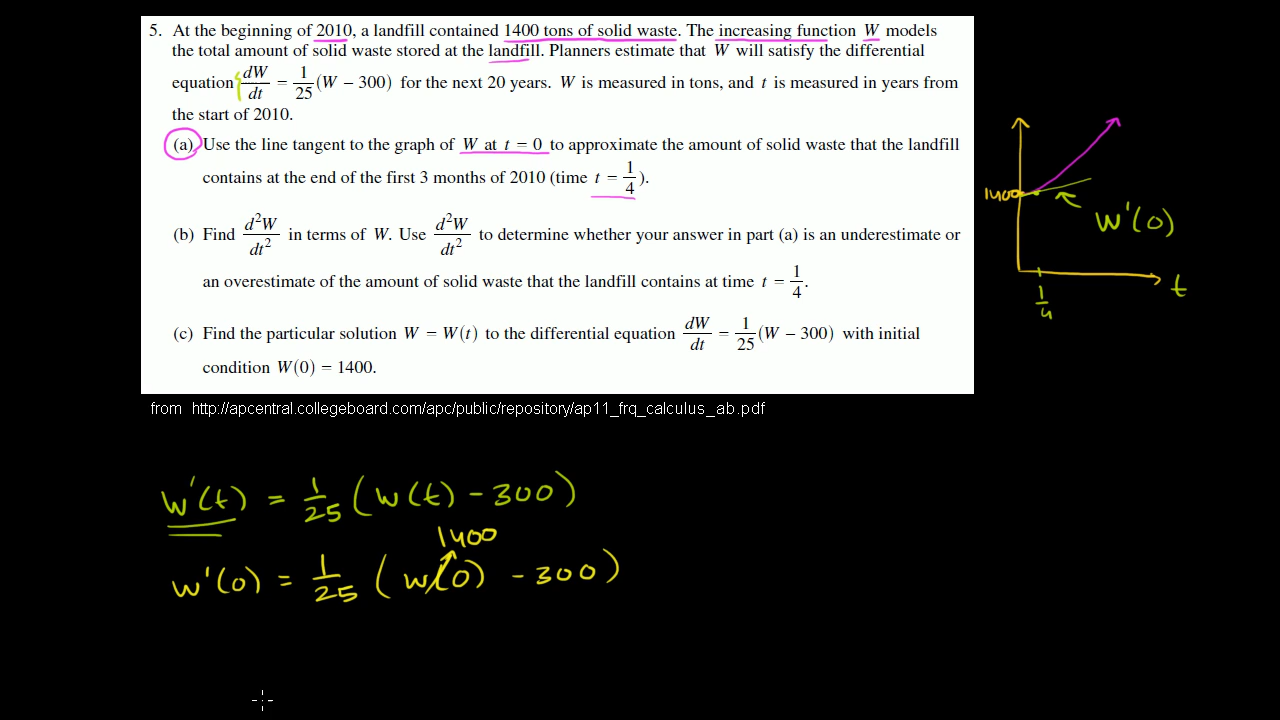 5. At the beginning of 2010, a landfill contained 1400 tons of solid waste. The increasing function W models
the total amount of solid waste stored at the landfill. Planners estimate that W will satisfy the differential
equation dW/dt = 1/25 (W − 300) for the next 20 years. W is measured in tons, and t is measured in years from
the start of 2010.
(a) Use the line tangent to the graph of W at t = 0 to approximate the amount of solid waste that the landfill
contains at the end of the first 3 months of 2010 (time t = 1/4).
(b) Find d²W/dt² in terms of W. Use d²W/dt² to determine whether your answer in part (a) is an underestimate or
an overestimate of the amount of solid waste that the landfill contains at time t = 1/4.
(c) Find the particular solution W = W(t) to the differential equation dW/dt = 1/25 (W − 300) with initial
condition W(0) = 1400.
from http://apcentral.collegeboard.com/apc/public/repository/ap11_frq_calculus_ab.pdf
1400
W'(0)
t
1/4
W'(t) = 1/25 (W(t) - 300)
1400
W'(0) = 1/25 (W(0) - 300)